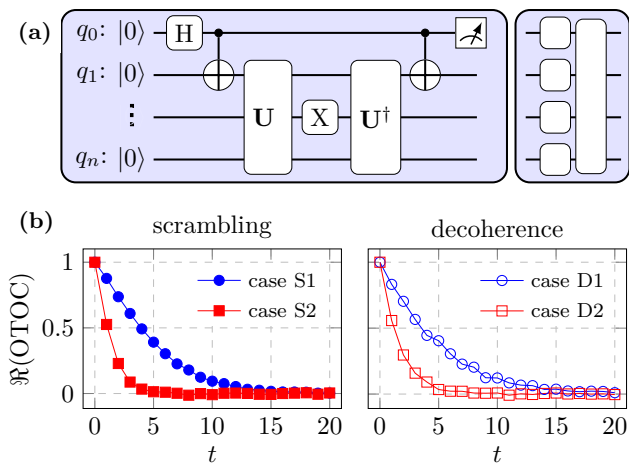 (a)
q₀: |0⟩ H
q₁: |0⟩
⋮ U X U†
qₙ: |0⟩
(b)
scrambling decoherence
ℜ(OTOC)
1
0.5
0
case S1
case S2
case D1
case D2
0 5 10 15 20
0 5 10 15 20
t t